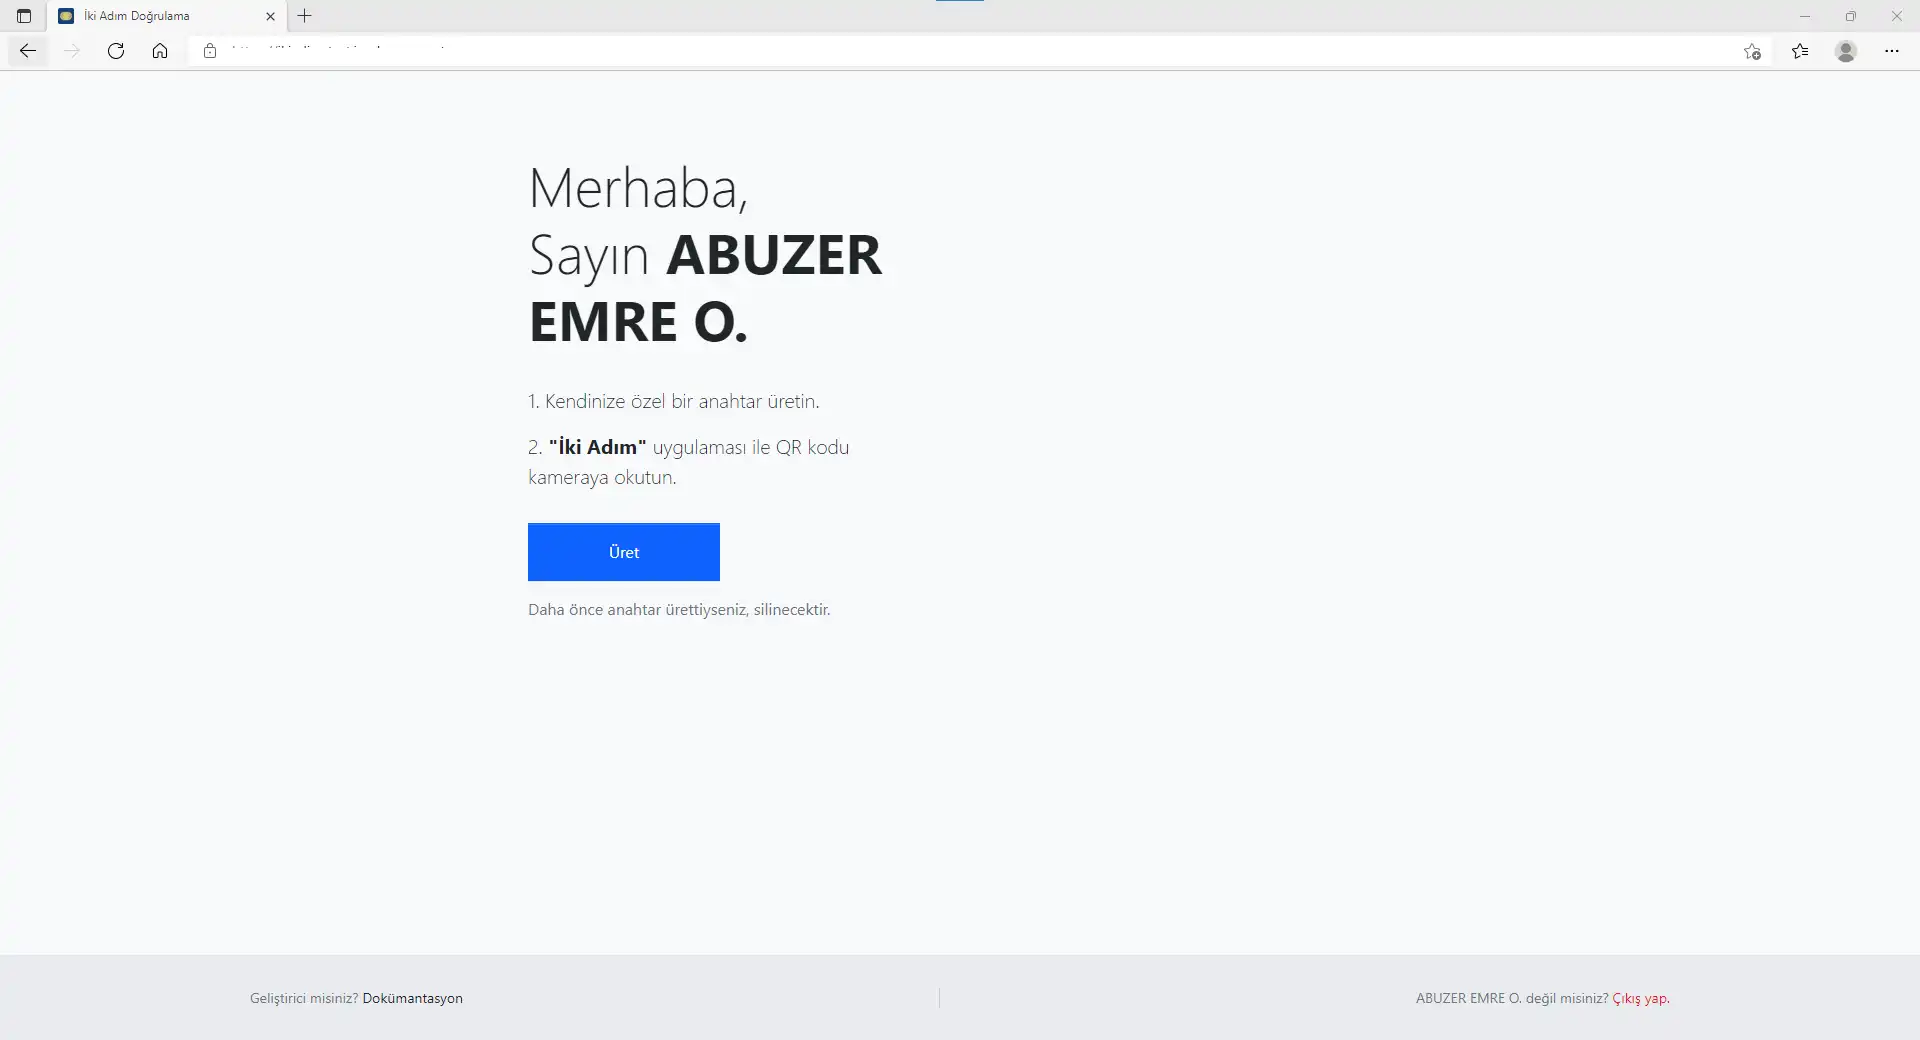 İki Adım Doğrulama
Merhaba,
Sayın ABUZER
EMRE O.
1. Kendinize özel bir anahtar üretin.
2. "İki Adım" uygulaması ile QR kodu
kameraya okutun.
Üret
Daha önce anahtar ürettiyseniz, silinecektir.
Geliştirici misiniz? Dokümantasyon
ABUZER EMRE O. değil misiniz? Çıkış yap.